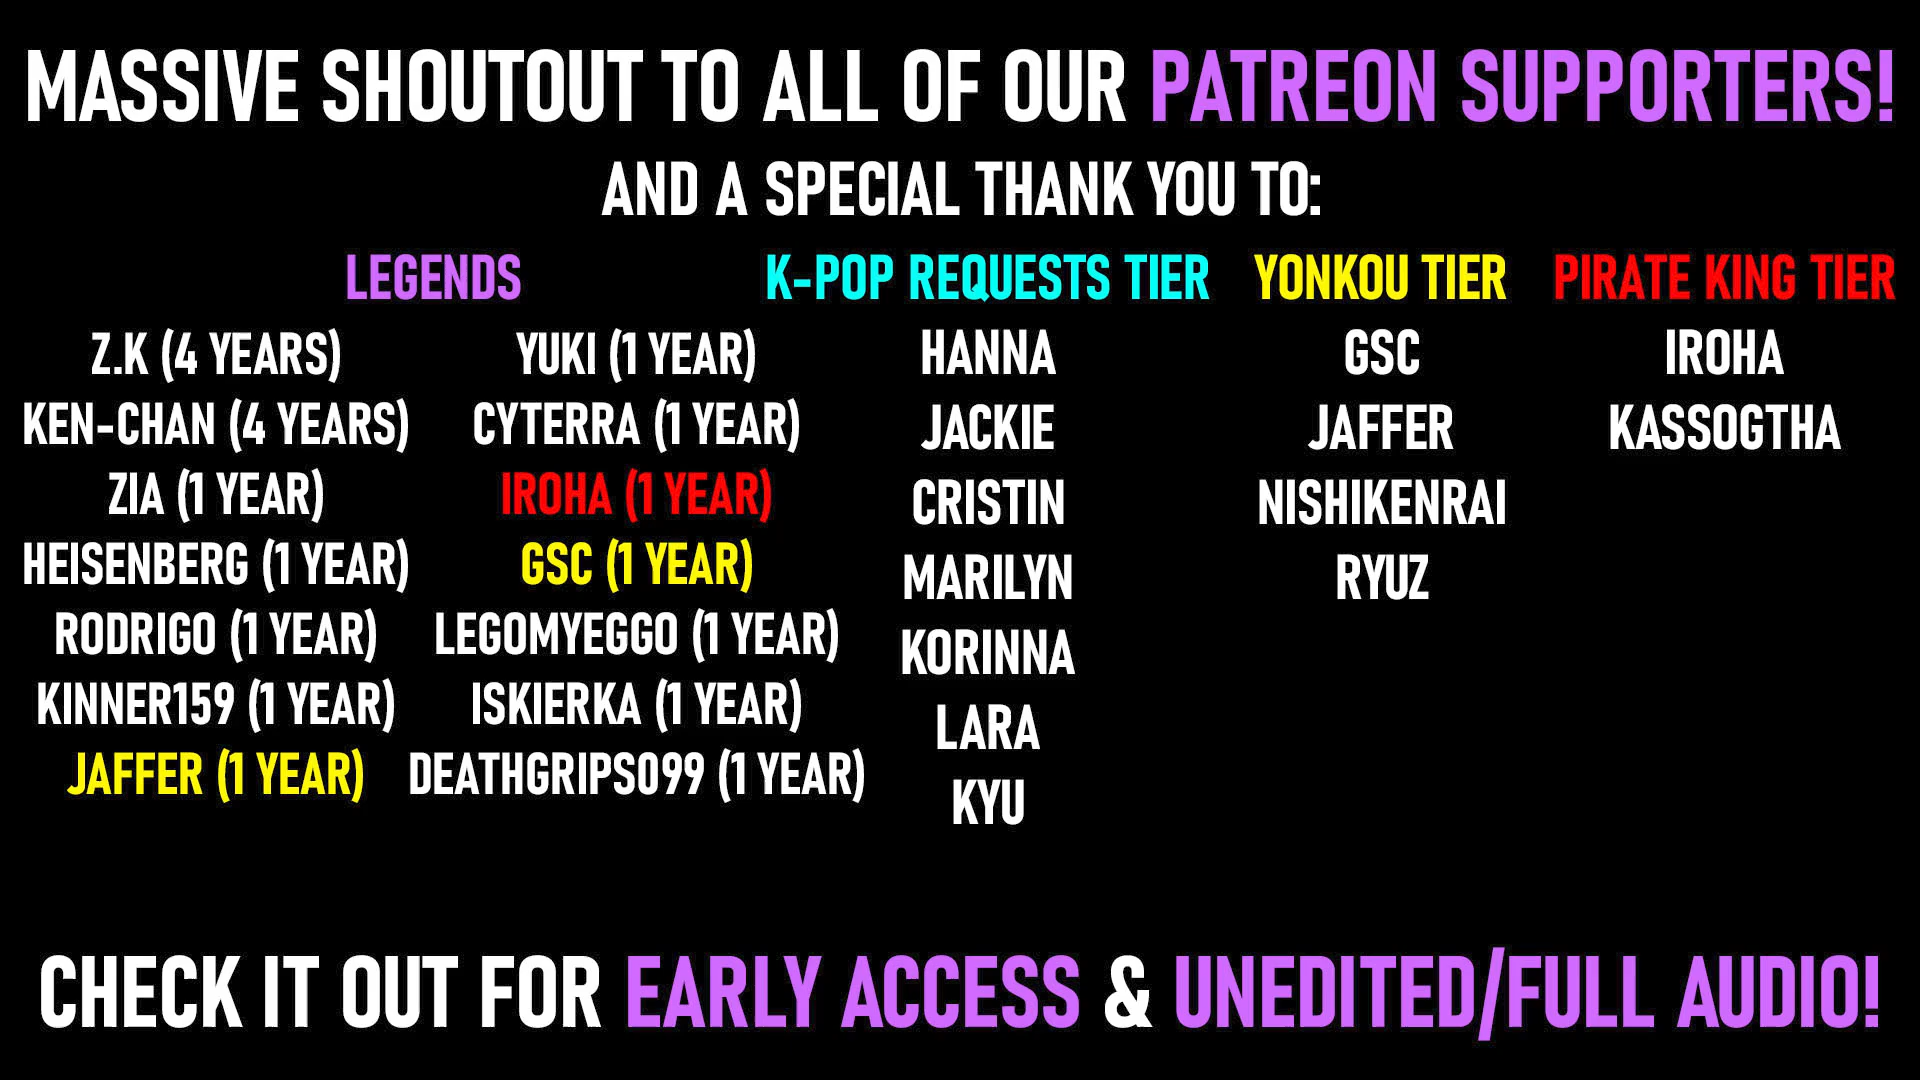 MASSIVE SHOUTOUT TO ALL OF OUR PATREON SUPPORTERS!
AND A SPECIAL THANK YOU TO:
LEGENDS
Z.K (4 YEARS)
KEN-CHAN (4 YEARS)
ZIA (1 YEAR)
HEISENBERG (1 YEAR)
RODRIGO (1 YEAR)
KINNER159 (1 YEAR)
JAFFER (1 YEAR)
YUKI (1 YEAR)
CYTERRA (1 YEAR)
IROHA (1 YEAR)
GSC (1 YEAR)
LEGOMYEGGO (1 YEAR)
ISKIERKA (1 YEAR)
DEATHGRIPS099 (1 YEAR)
K-POP REQUESTS TIER
HANNA
JACKIE
CRISTIN
MARILYN
KORINNA
LARA
KYU
YONKOU TIER
GSC
JAFFER
NISHIKENRAI
RYUZ
PIRATE KING TIER
IROHA
KASSOGTHA
CHECK IT OUT FOR EARLY ACCESS & UNEDITED/FULL AUDIO!